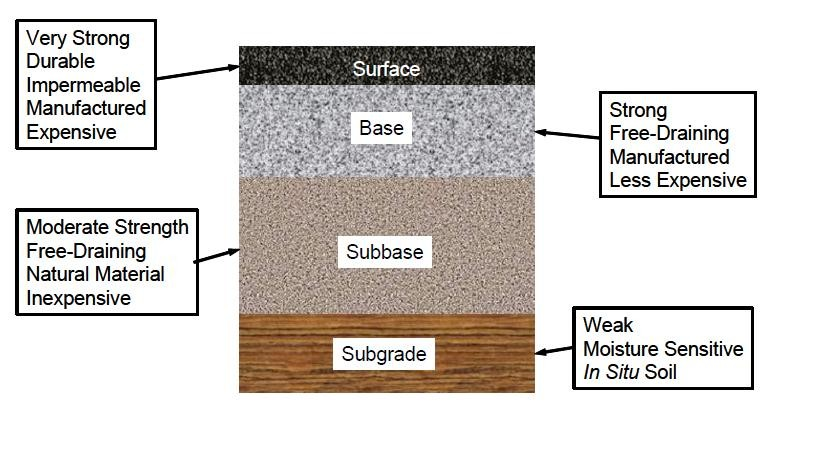 Very Strong
Durable
Impermeable
Manufactured
Expensive
Surface
Base
Strong
Free-Draining
Manufactured
Less Expensive
Moderate Strength
Free-Draining
Natural Material
Inexpensive
Subbase
Subgrade
Weak
Moisture Sensitive
In Situ Soil